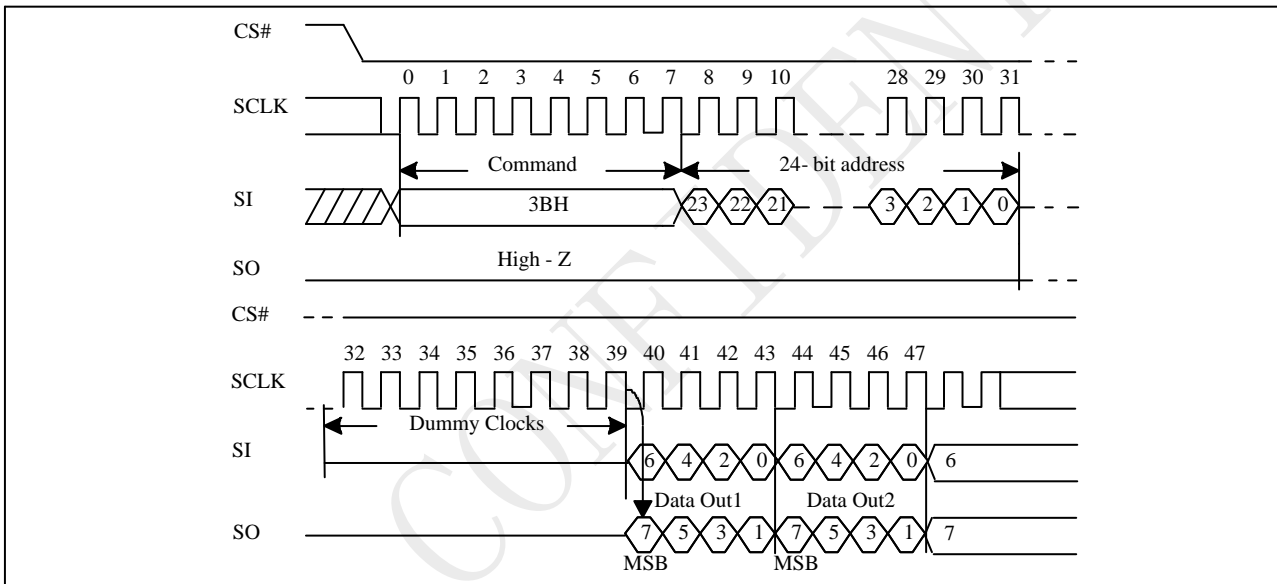 CS#
0 1 2 3 4 5 6 7 8 9 10 28 29 30 31
SCLK
Command 24- bit address
SI 3BH 23 22 21 3 2 1 0
High - Z
SO
CS#
32 33 34 35 36 37 38 39 40 41 42 43 44 45 46 47
SCLK
Dummy Clocks
SI 6 4 2 0 6 4 2 0 6
Data Out1 Data Out2
SO 7 5 3 1 7 5 3 1 7
MSB MSB
CONFIDENT